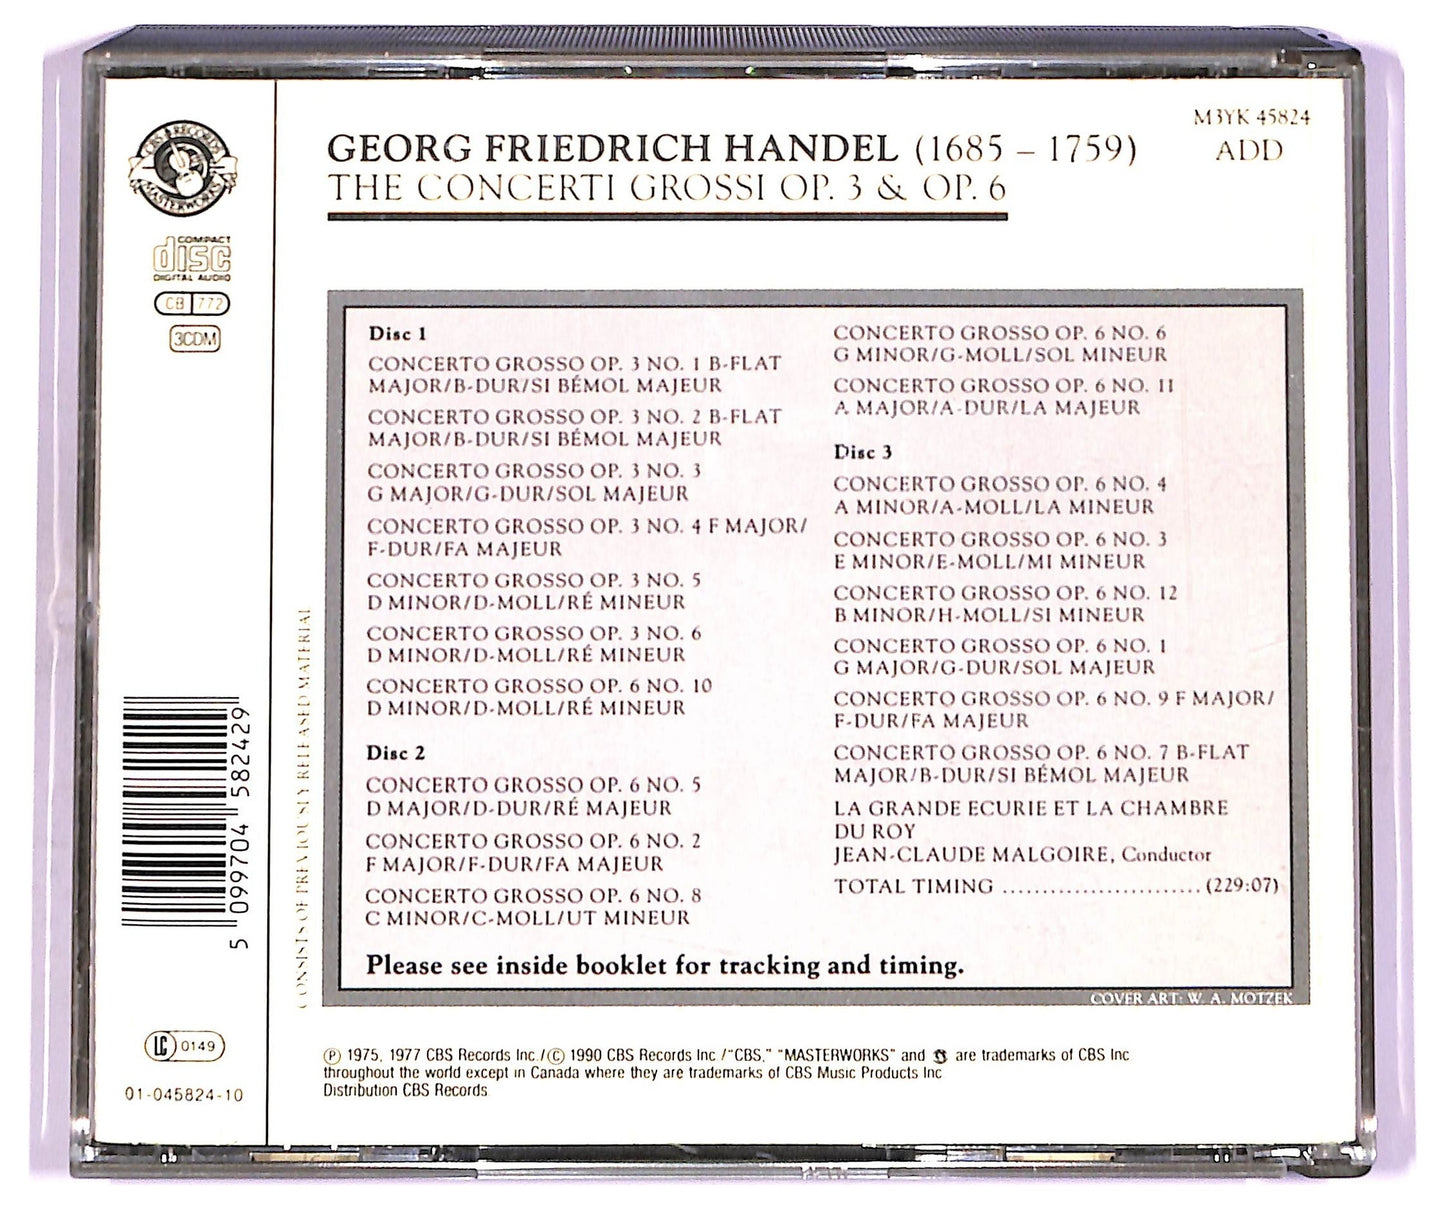 CBS RECORDS
MASTERWORKS
COMPACT
disc
DIGITAL AUDIO
CB 772
3CDM
5 099704 582429
LC 0149
01-045824-10
CONSISTS OF PREVIOUSLY RELEASED MATERIAL
M3YK 45824
ADD
GEORG FRIEDRICH HANDEL (1685 – 1759)
THE CONCERTI GROSSI OP. 3 & OP. 6
Disc 1
CONCERTO GROSSO OP. 3 NO. 1 B-FLAT
MAJOR/B-DUR/SI BÉMOL MAJEUR
CONCERTO GROSSO OP. 3 NO. 2 B-FLAT
MAJOR/B-DUR/SI BÉMOL MAJEUR
CONCERTO GROSSO OP. 3 NO. 3
G MAJOR/G-DUR/SOL MAJEUR
CONCERTO GROSSO OP. 3 NO. 4 F MAJOR/
F-DUR/FA MAJEUR
CONCERTO GROSSO OP. 3 NO. 5
D MINOR/D-MOLL/RÉ MINEUR
CONCERTO GROSSO OP. 3 NO. 6
D MINOR/D-MOLL/RÉ MINEUR
CONCERTO GROSSO OP. 6 NO. 10
D MINOR/D-MOLL/RÉ MINEUR
Disc 2
CONCERTO GROSSO OP. 6 NO. 5
D MAJOR/D-DUR/RÉ MAJEUR
CONCERTO GROSSO OP. 6 NO. 2
F MAJOR/F-DUR/FA MAJEUR
CONCERTO GROSSO OP. 6 NO. 8
C MINOR/C-MOLL/UT MINEUR
CONCERTO GROSSO OP. 6 NO. 6
G MINOR/G-MOLL/SOL MINEUR
CONCERTO GROSSO OP. 6 NO. 11
A MAJOR/A-DUR/LA MAJEUR
Disc 3
CONCERTO GROSSO OP. 6 NO. 4
A MINOR/A-MOLL/LA MINEUR
CONCERTO GROSSO OP. 6 NO. 3
E MINOR/E-MOLL/MI MINEUR
CONCERTO GROSSO OP. 6 NO. 12
B MINOR/H-MOLL/SI MINEUR
CONCERTO GROSSO OP. 6 NO. 1
G MAJOR/G-DUR/SOL MAJEUR
CONCERTO GROSSO OP. 6 NO. 9 F MAJOR/
F-DUR/FA MAJEUR
CONCERTO GROSSO OP. 6 NO. 7 B-FLAT
MAJOR/B-DUR/SI BÉMOL MAJEUR
LA GRANDE ECURIE ET LA CHAMBRE
DU ROY
JEAN-CLAUDE MALGOIRE, Conductor
TOTAL TIMING ......................... (229:07)
Please see inside booklet for tracking and timing.
COVER ART: W. A. MOTZEK
℗ 1975, 1977 CBS Records Inc./© 1990 CBS Records Inc./"CBS," "MASTERWORKS" and are trademarks of CBS Inc
throughout the world except in Canada where they are trademarks of CBS Music Products Inc
Distribution CBS Records